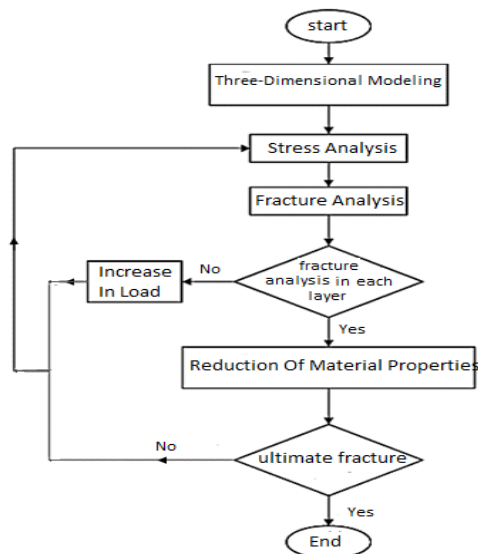 start
Three-Dimensional Modeling
Stress Analysis
Fracture Analysis
fracture
analysis in each
layer
No
Increase
In Load
Yes
Reduction Of Material Properties
ultimate fracture
No
Yes
End